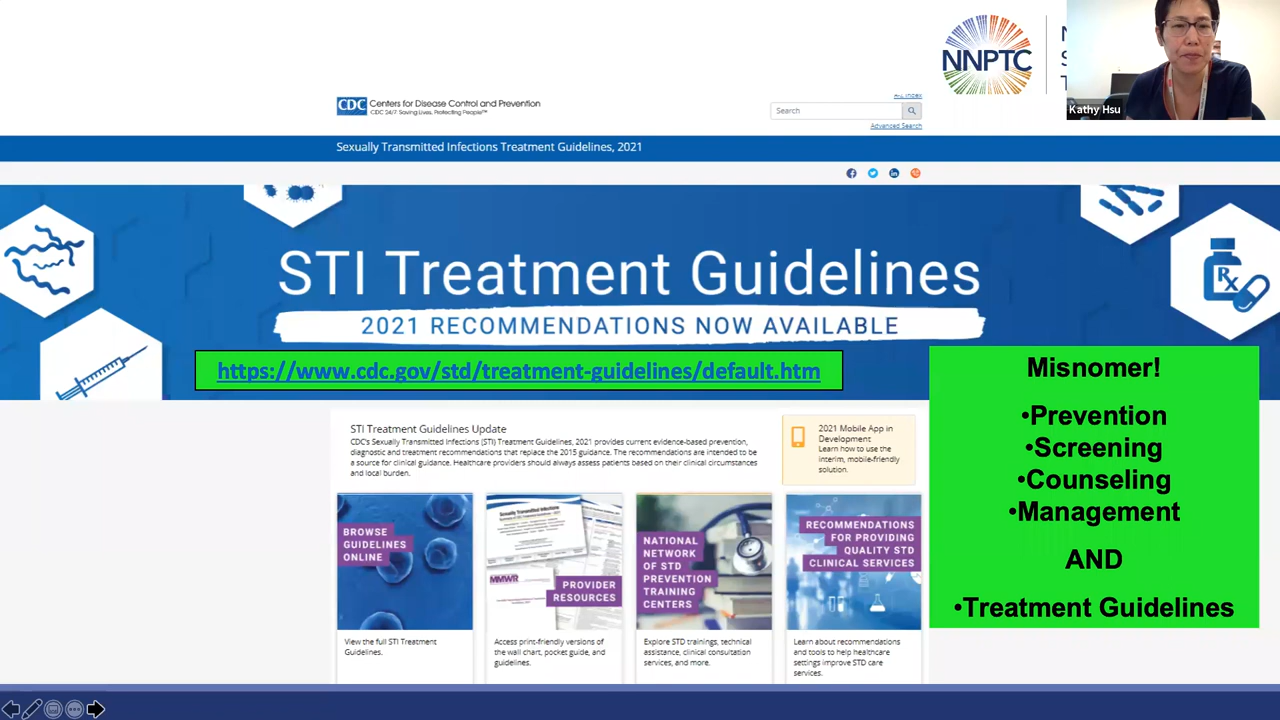 NNPTC
N
S
T
Kathy Hsu
CDC
Centers for Disease Control and Prevention
CDC 24/7: Saving Lives, Protecting People™
Search
Advanced Search
Sexually Transmitted Infections Treatment Guidelines, 2021
STI Treatment Guidelines
2021 RECOMMENDATIONS NOW AVAILABLE
Rx
https://www.cdc.gov/std/treatment-guidelines/default.htm
Misnomer!
•Prevention
•Screening
•Counseling
•Management
AND
•Treatment Guidelines
STI Treatment Guidelines Update
CDC's Sexually Transmitted Infections (STI) Treatment Guidelines, 2021 provides current evidence-based prevention,
diagnostic and treatment recommendations that replace the 2015 guidance. The recommendations are intended to
be a source for clinical guidance. Healthcare providers should always assess patients based on their clinical circumstances
and local burden.
2021 Mobile App in
Development
Learn how to use the
interim, mobile-friendly
solution.
BROWSE
GUIDELINES
ONLINE
View the full STI Treatment
Guidelines.
Sexually Transmitted Infections
MMWR
PROVIDER
RESOURCES
Access print-friendly versions of
the wall chart, pocket guide, and
guidelines.
NATIONAL
NETWORK
OF STD
PREVENTION
TRAINING
CENTERS
Explore STD trainings, technical
assistance, clinical consultation
services, and more.
RECOMMENDATIONS
FOR PROVIDING
QUALITY STD
CLINICAL SERVICES
Learn about recommendations
and tools to help healthcare
settings improve STD care
services.